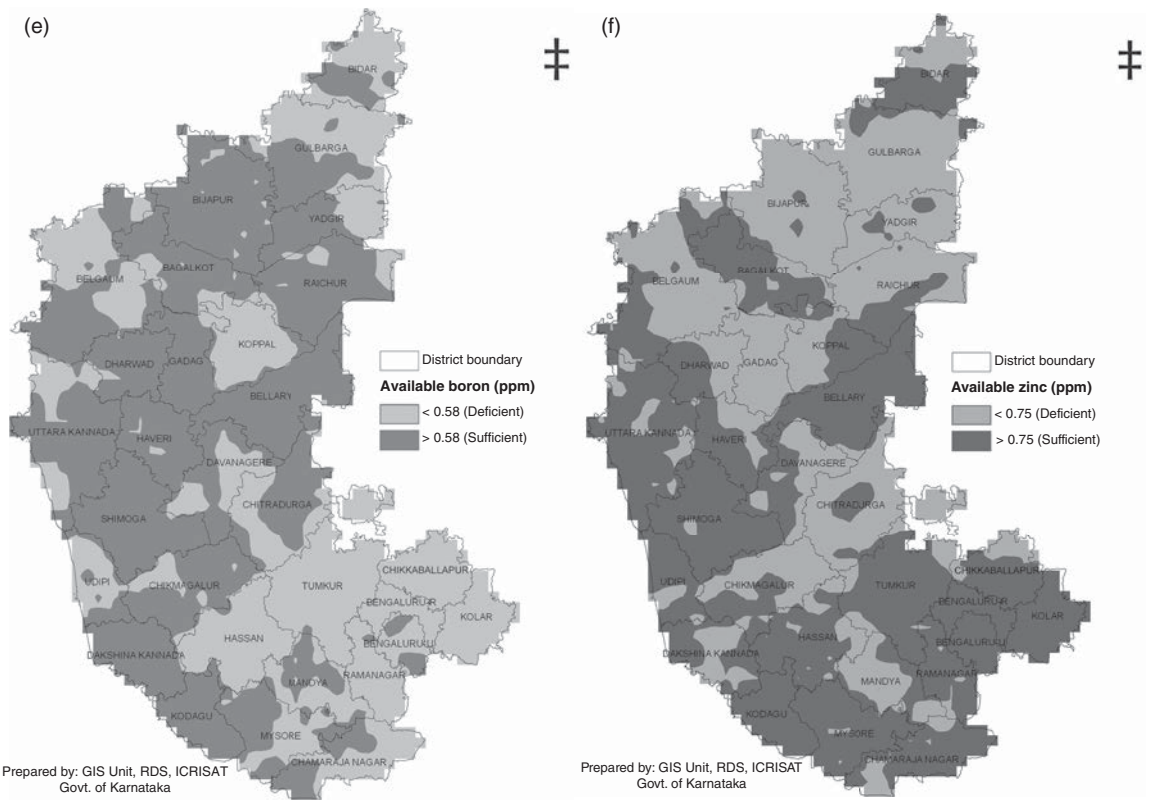 (e)
BIDAR
GULBARGA
BIJAPUR
YADGIR
BAGALKOT
BELGAUM
RAICHUR
KOPPAL
DHARWAD
GADAG
BELLARY
UTTARA KANNADA
HAVERI
DAVANAGERE
CHITRADURGA
SHIMOGA
UDIPI
CHIKMAGALUR
TUMKUR
CHIKKABALLAPUR
BENGALURU-R
KOLAR
HASSAN
BENGALURU-U
DAKSHINA KANNADA
RAMANAGAR
MANDYA
KODAGU
MYSORE
CHAMARAJA NAGAR
District boundary
Available boron (ppm)
< 0.58 (Deficient)
> 0.58 (Sufficient)
Prepared by: GIS Unit, RDS, ICRISAT
Govt. of Karnataka
(f)
BIDAR
GULBARGA
BIJAPUR
YADGIR
BAGALKOT
BELGAUM
RAICHUR
KOPPAL
DHARWAD
GADAG
BELLARY
UTTARA KANNADA
HAVERI
DAVANAGERE
CHITRADURGA
SHIMOGA
UDIPI
CHIKMAGALUR
TUMKUR
CHIKKABALLAPUR
BENGALURU-R
KOLAR
HASSAN
BENGALURU-U
DAKSHINA KANNADA
RAMANAGAR
MANDYA
KODAGU
MYSORE
CHAMARAJA NAGAR
District boundary
Available zinc (ppm)
< 0.75 (Deficient)
> 0.75 (Sufficient)
Prepared by: GIS Unit, RDS, ICRISAT
Govt. of Karnataka